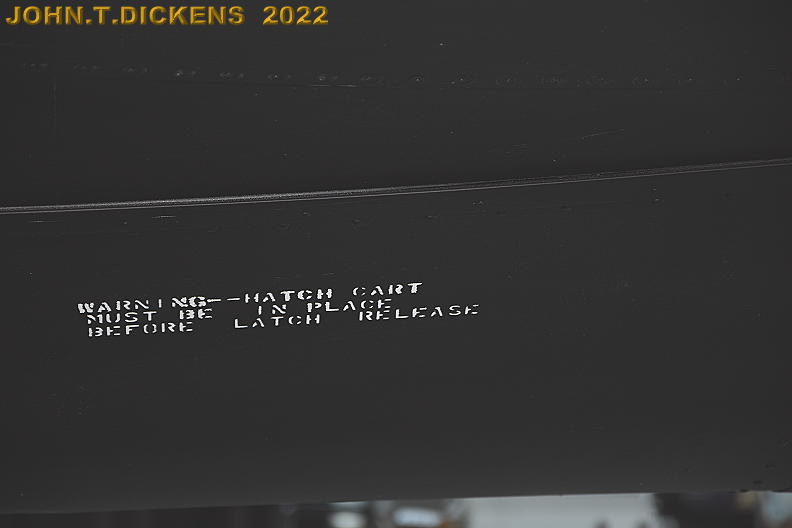 JOHN.T.DICKENS 2022
WARNING--HATCH CART
MUST BE IN PLACE
BEFORE LATCH RELEASE